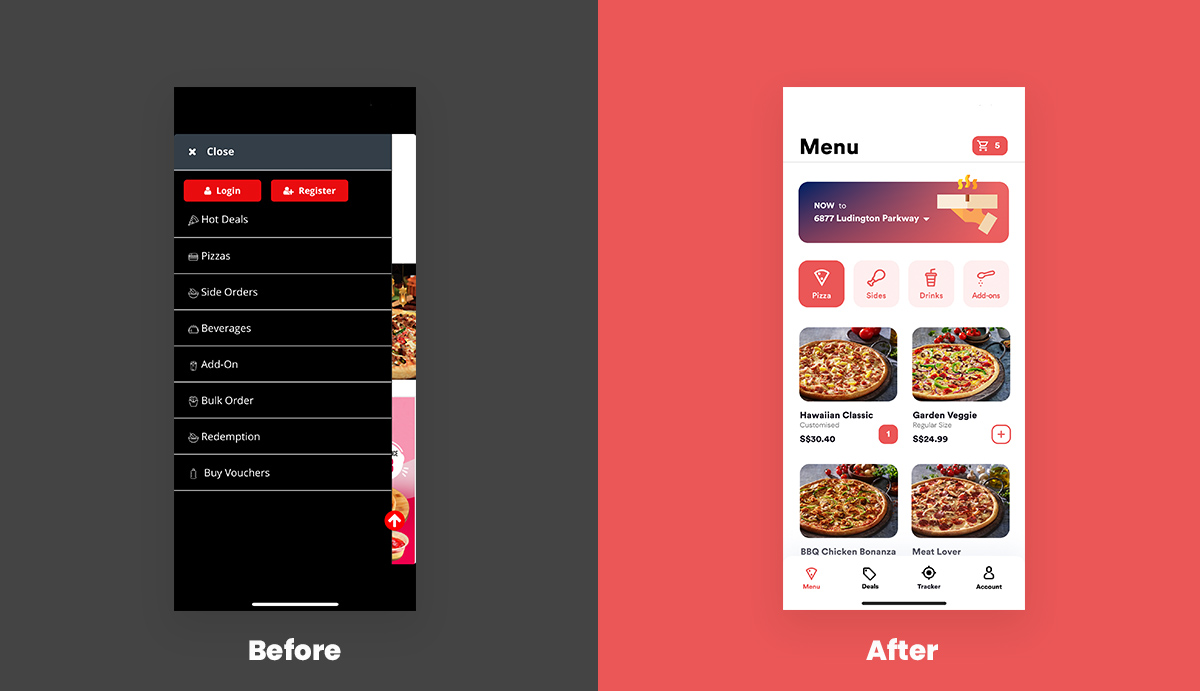 Close
Login Register
Hot Deals
Pizzas
Side Orders
Beverages
Add-On
Bulk Order
Redemption
Buy Vouchers
Before
Menu 5
NOW to
6877 Ludington Parkway
Pizza Sides Drinks Add-ons
Hawaiian Classic
Customised
S$30.40 1
Garden Veggie
Regular Size
S$24.99
BBQ Chicken Bonanza
Meat Lover
Menu Deals Tracker Account
After